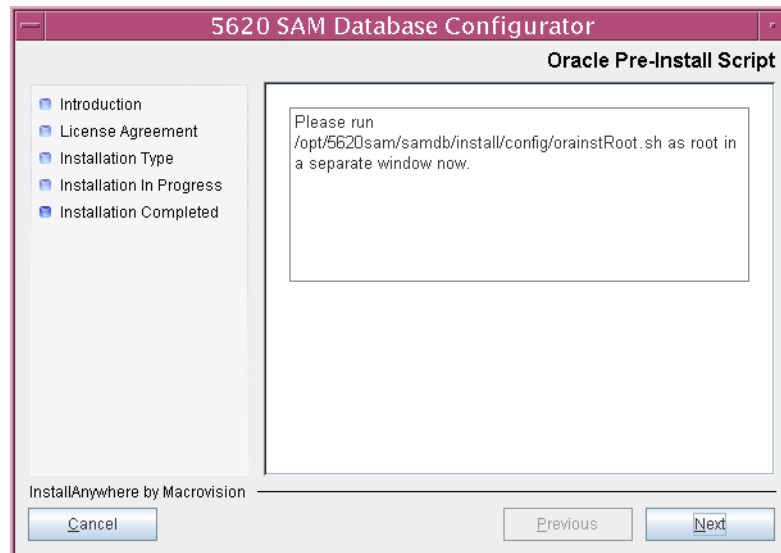 5620 SAM Database Configurator
Oracle Pre-Install Script
Introduction
License Agreement
Installation Type
Installation In Progress
Installation Completed
Please run
/opt/5620sam/samdb/install/config/orainstRoot.sh as root in
a separate window now.
InstallAnywhere by Macrovision
Cancel
Previous
Next